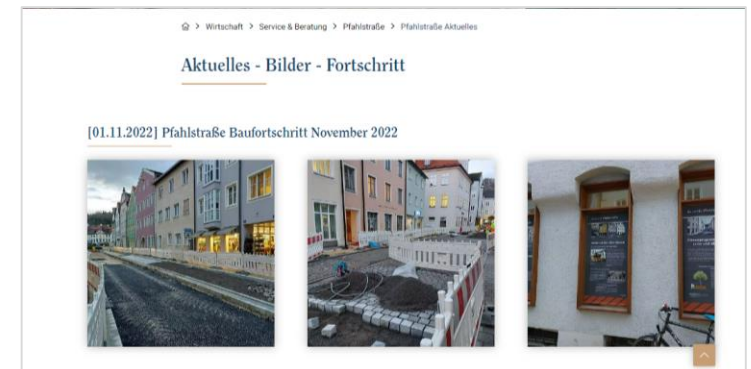 Wirtschaft > Service & Beratung > Pfahlstraße > Pfahlstraße Aktuelles
Aktuelles - Bilder - Fortschritt
[01.11.2022] Pfahlstraße Baufortschritt November 2022